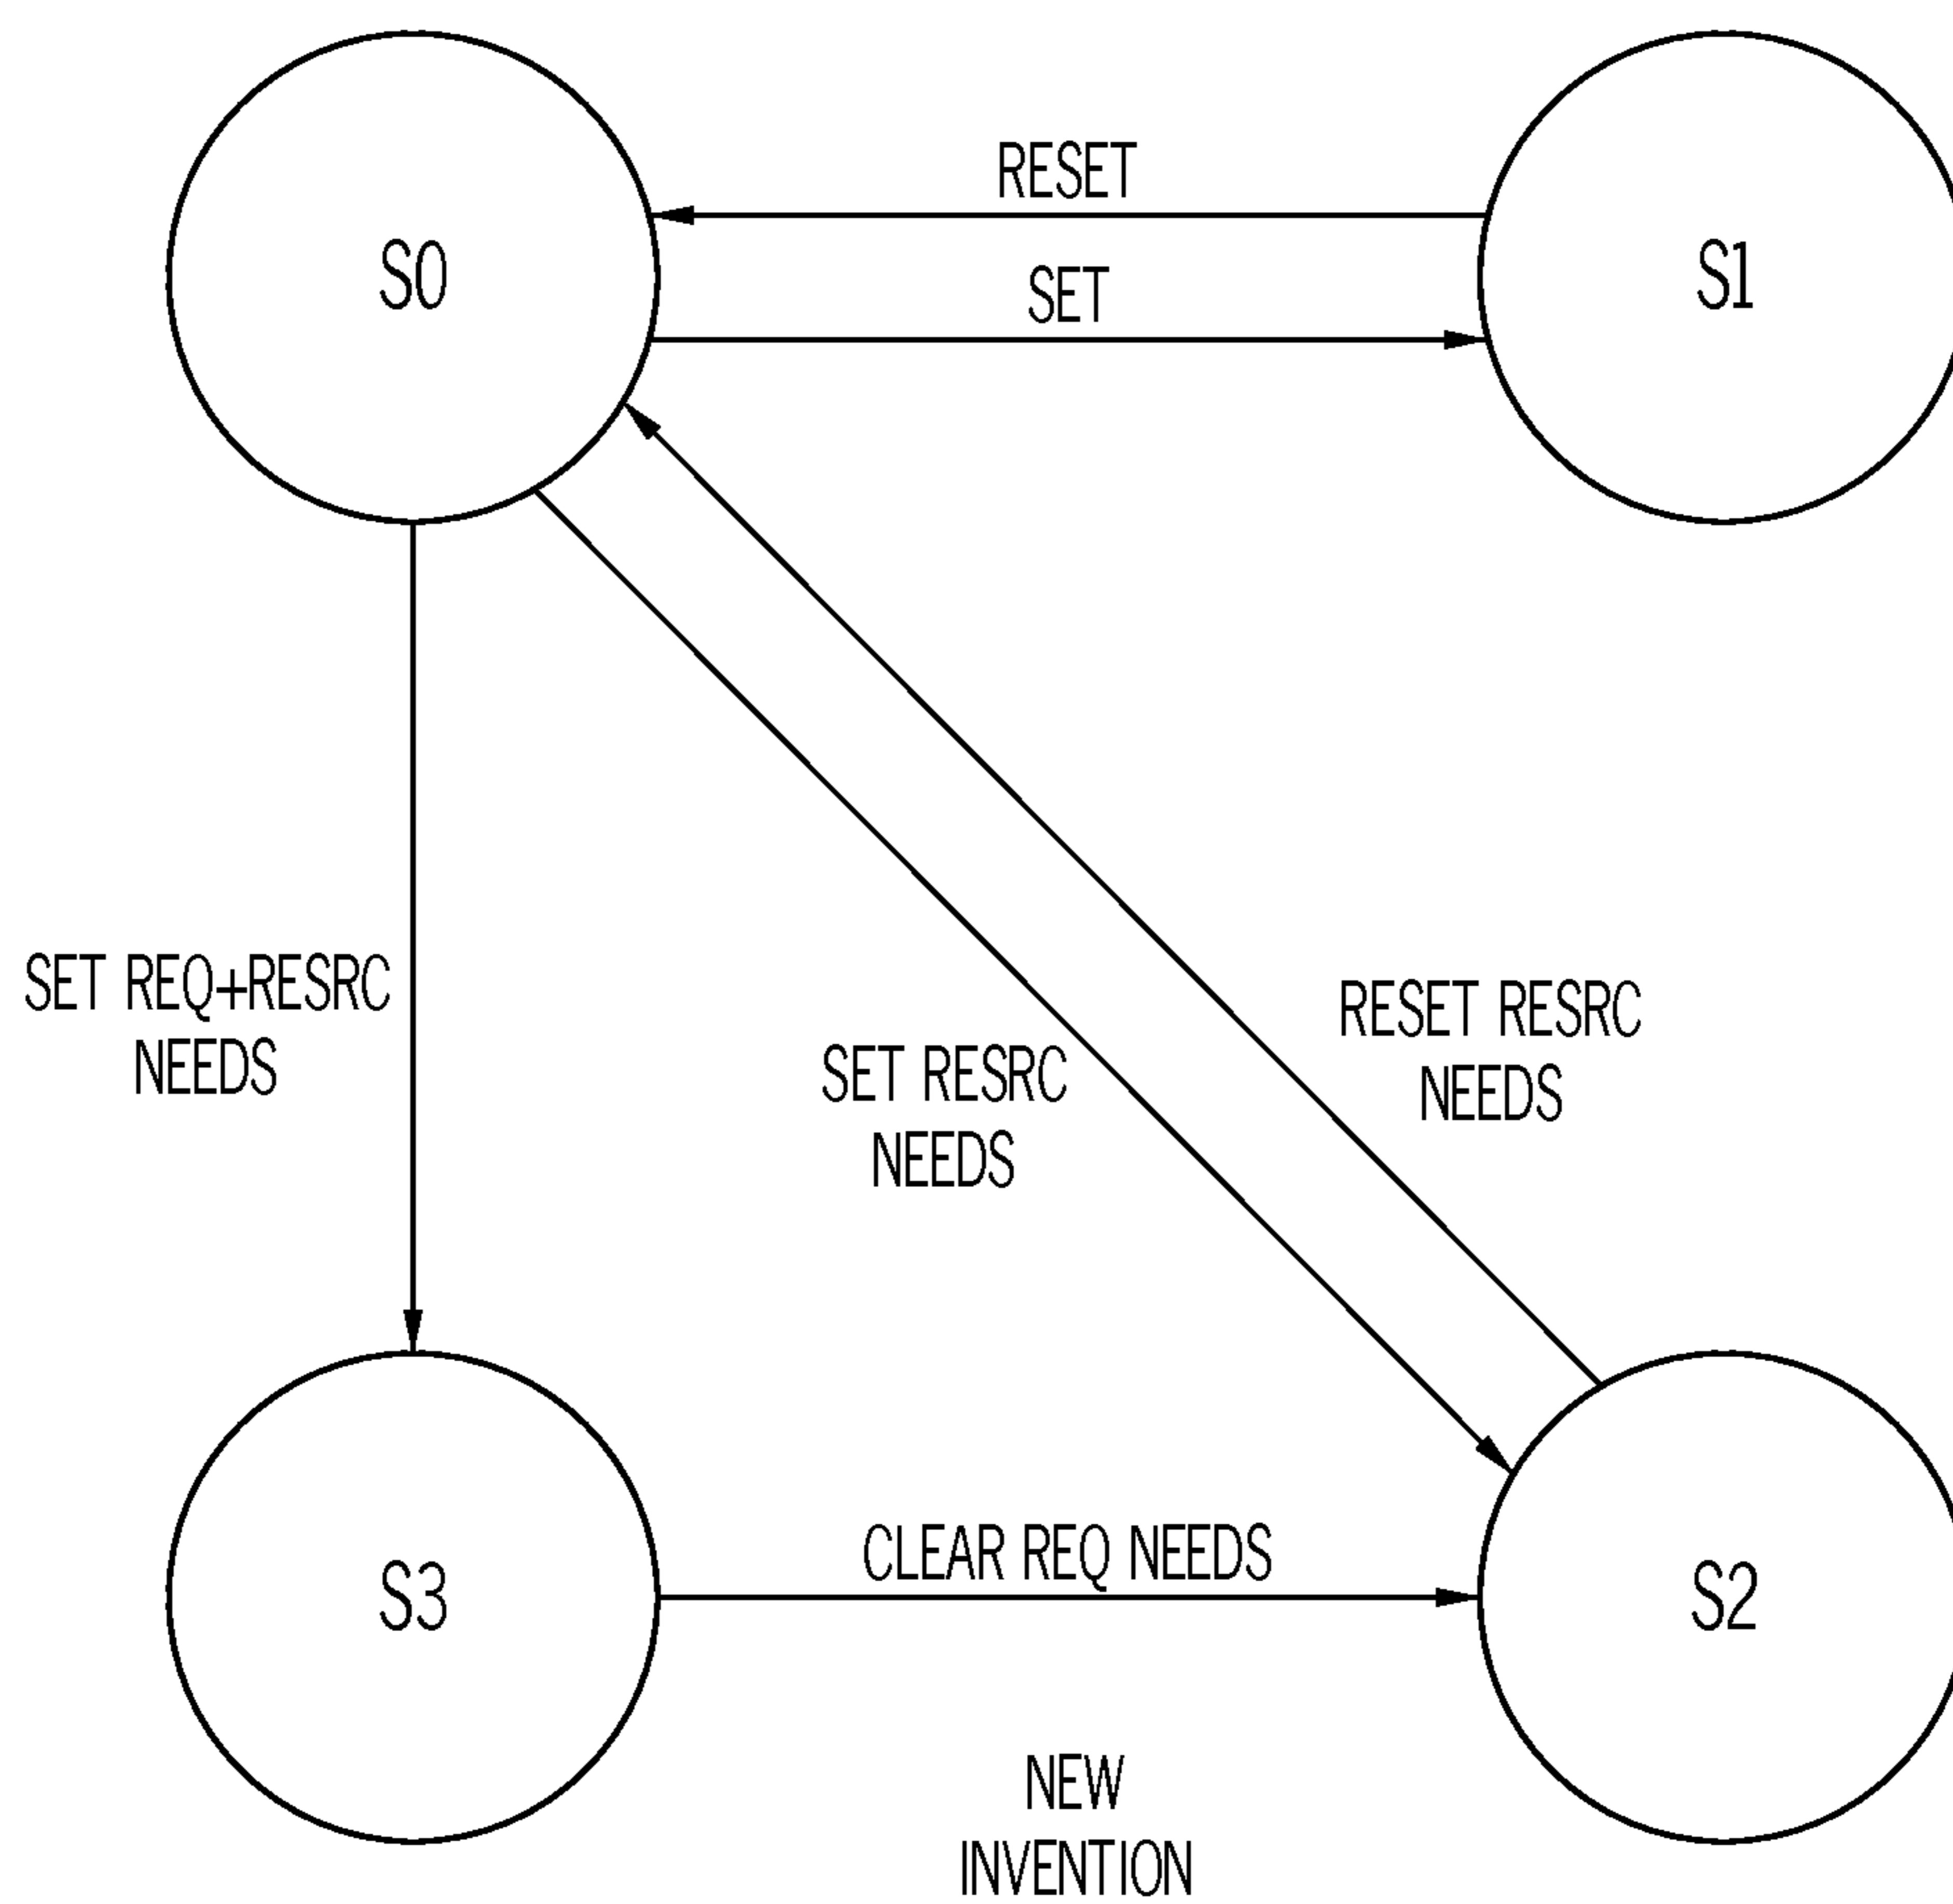 RESET
S0
S1
SET
SET REQ+RESRC
NEEDS
RESET RESRC
NEEDS
SET RESRC
NEEDS
CLEAR REQ NEEDS
S3
S2
NEW
INVENTION